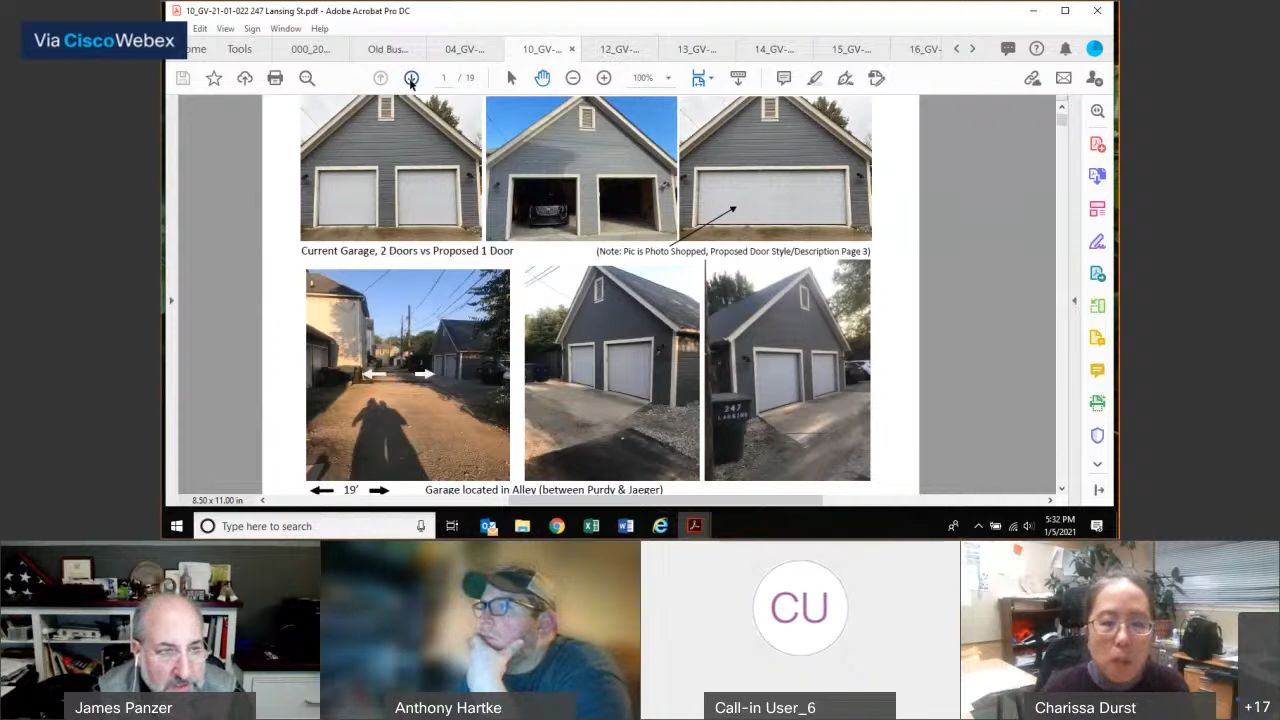 10_GV-21-01-022 247 Lansing St.pdf - Adobe Acrobat Pro DC
Edit View Sign Window Help
Via Cisco Webex
ome Tools 000_20... Old Bas... 04_GV-... 10_GV-... × 12_GV-... 13_GV-... 14_GV-... 15_GV-... 16_GV-
1 / 19 100%
Current Garage, 2 Doors vs Proposed 1 Door
(Note: Pic is Photo Shopped, Proposed Door Style/Description Page 3)
247
LANSING
19' Garage located in Alley (between Purdy & Jaeger)
8.50 x 11.00 in
Type here to search
5:32 PM
1/5/2021
CU
James Panzer
Anthony Hartke
Call-in User_6
Charissa Durst
+17